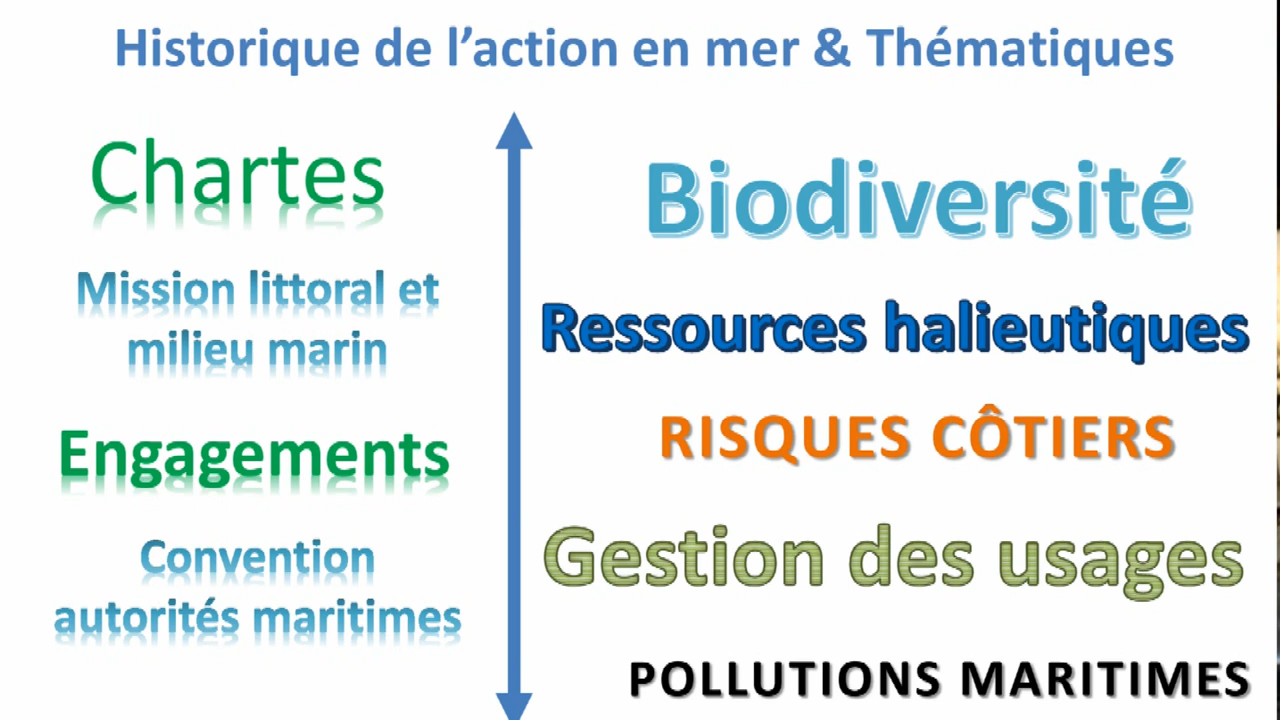 Historique de l’action en mer & Thématiques
Chartes
Mission littoral et
milieu marin
Engagements
Convention
autorités maritimes
Biodiversité
Ressources halieutiques
RISQUES CÔTIERS
Gestion des usages
POLLUTIONS MARITIMES